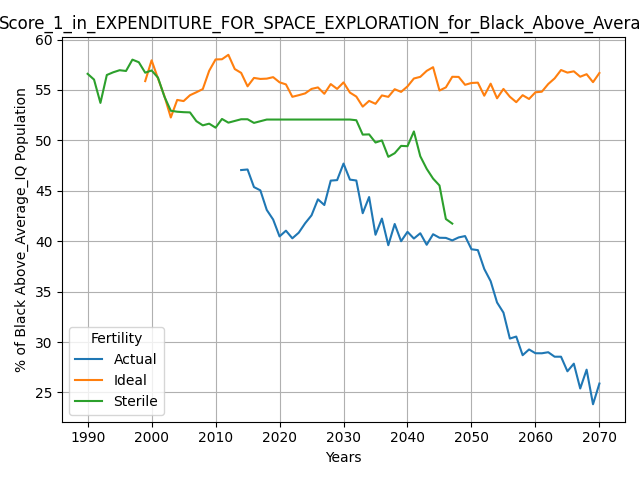 Score_1_in_EXPENDITURE_FOR_SPACE_EXPLORATION_for_Black_Above_Avera
% of Black Above_Average_IQ Population
60
55
50
45
40
35
30
25
Fertility
Actual
Ideal
Sterile
1990 2000 2010 2020 2030 2040 2050 2060 2070
Years